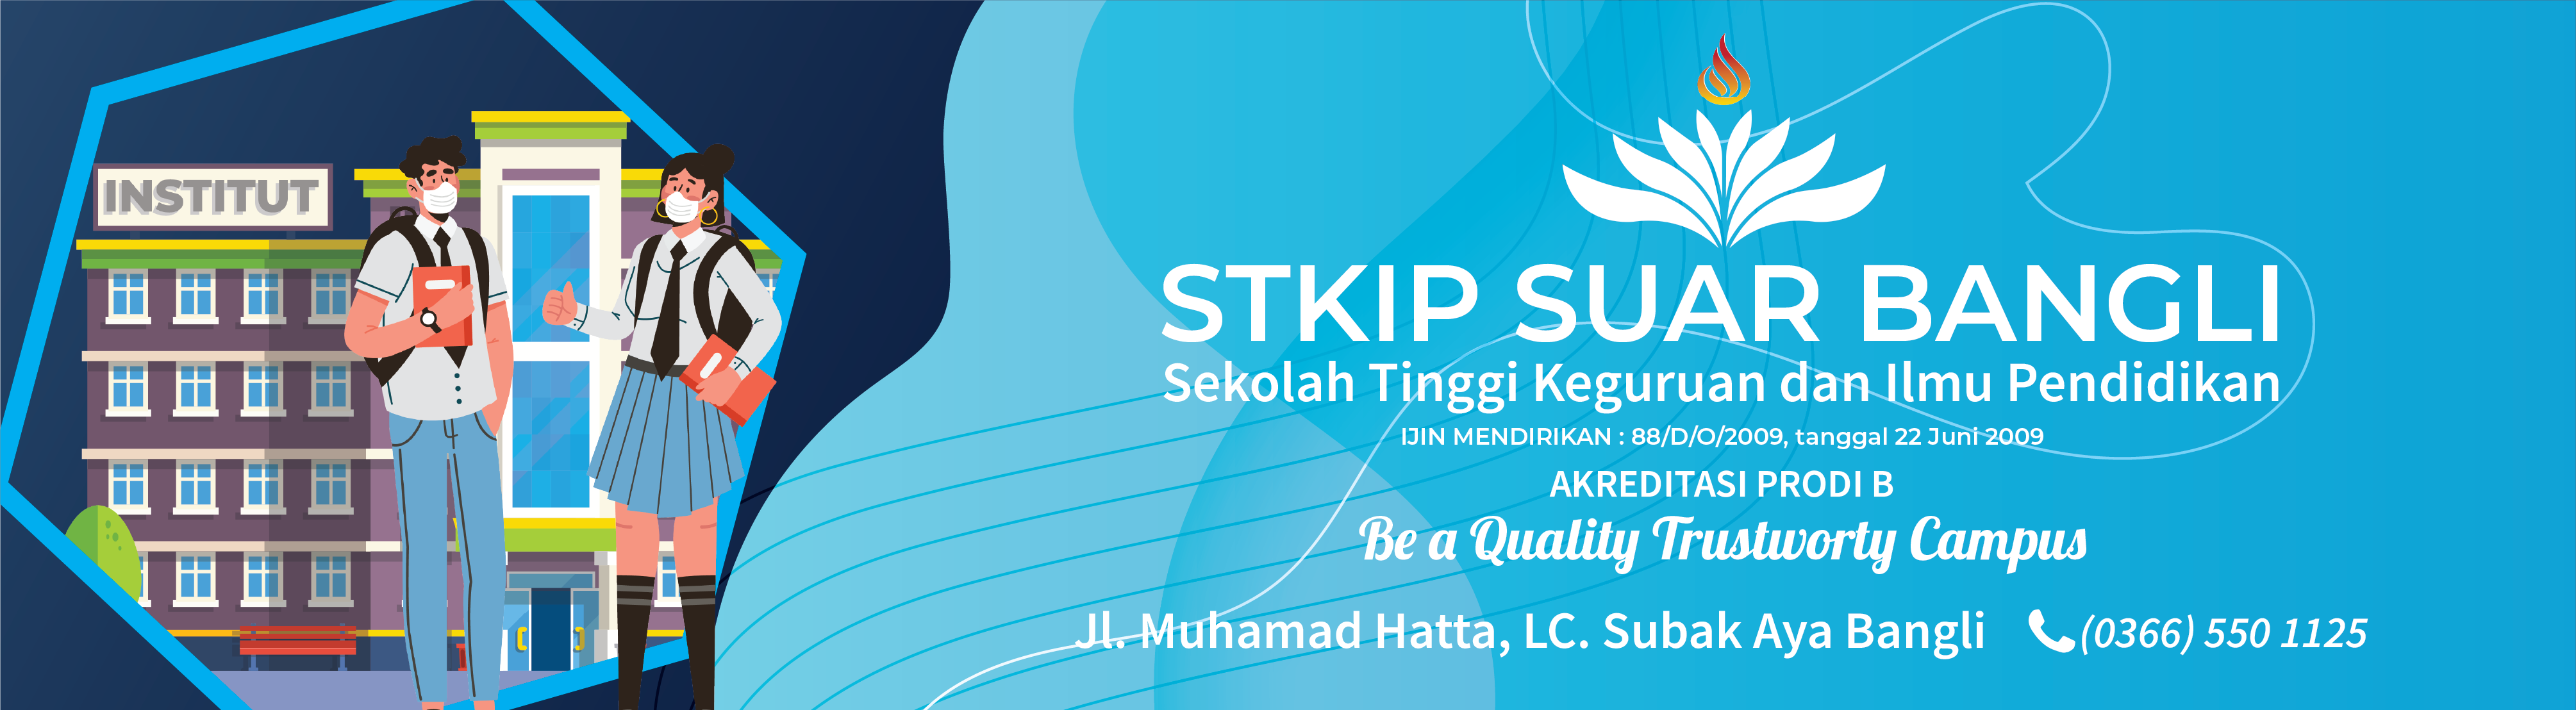 INSTITUT
STKIP SUAR BANGLI
Sekolah Tinggi Keguruan dan Ilmu Pendidikan
IJIN MENDIRIKAN : 88/D/O/2009, tanggal 22 Juni 2009
AKREDITASI PRODI B
Be a Quality Trustworty Campus
Jl. Muhamad Hatta, LC. Subak Aya Bangli (0366) 550 1125